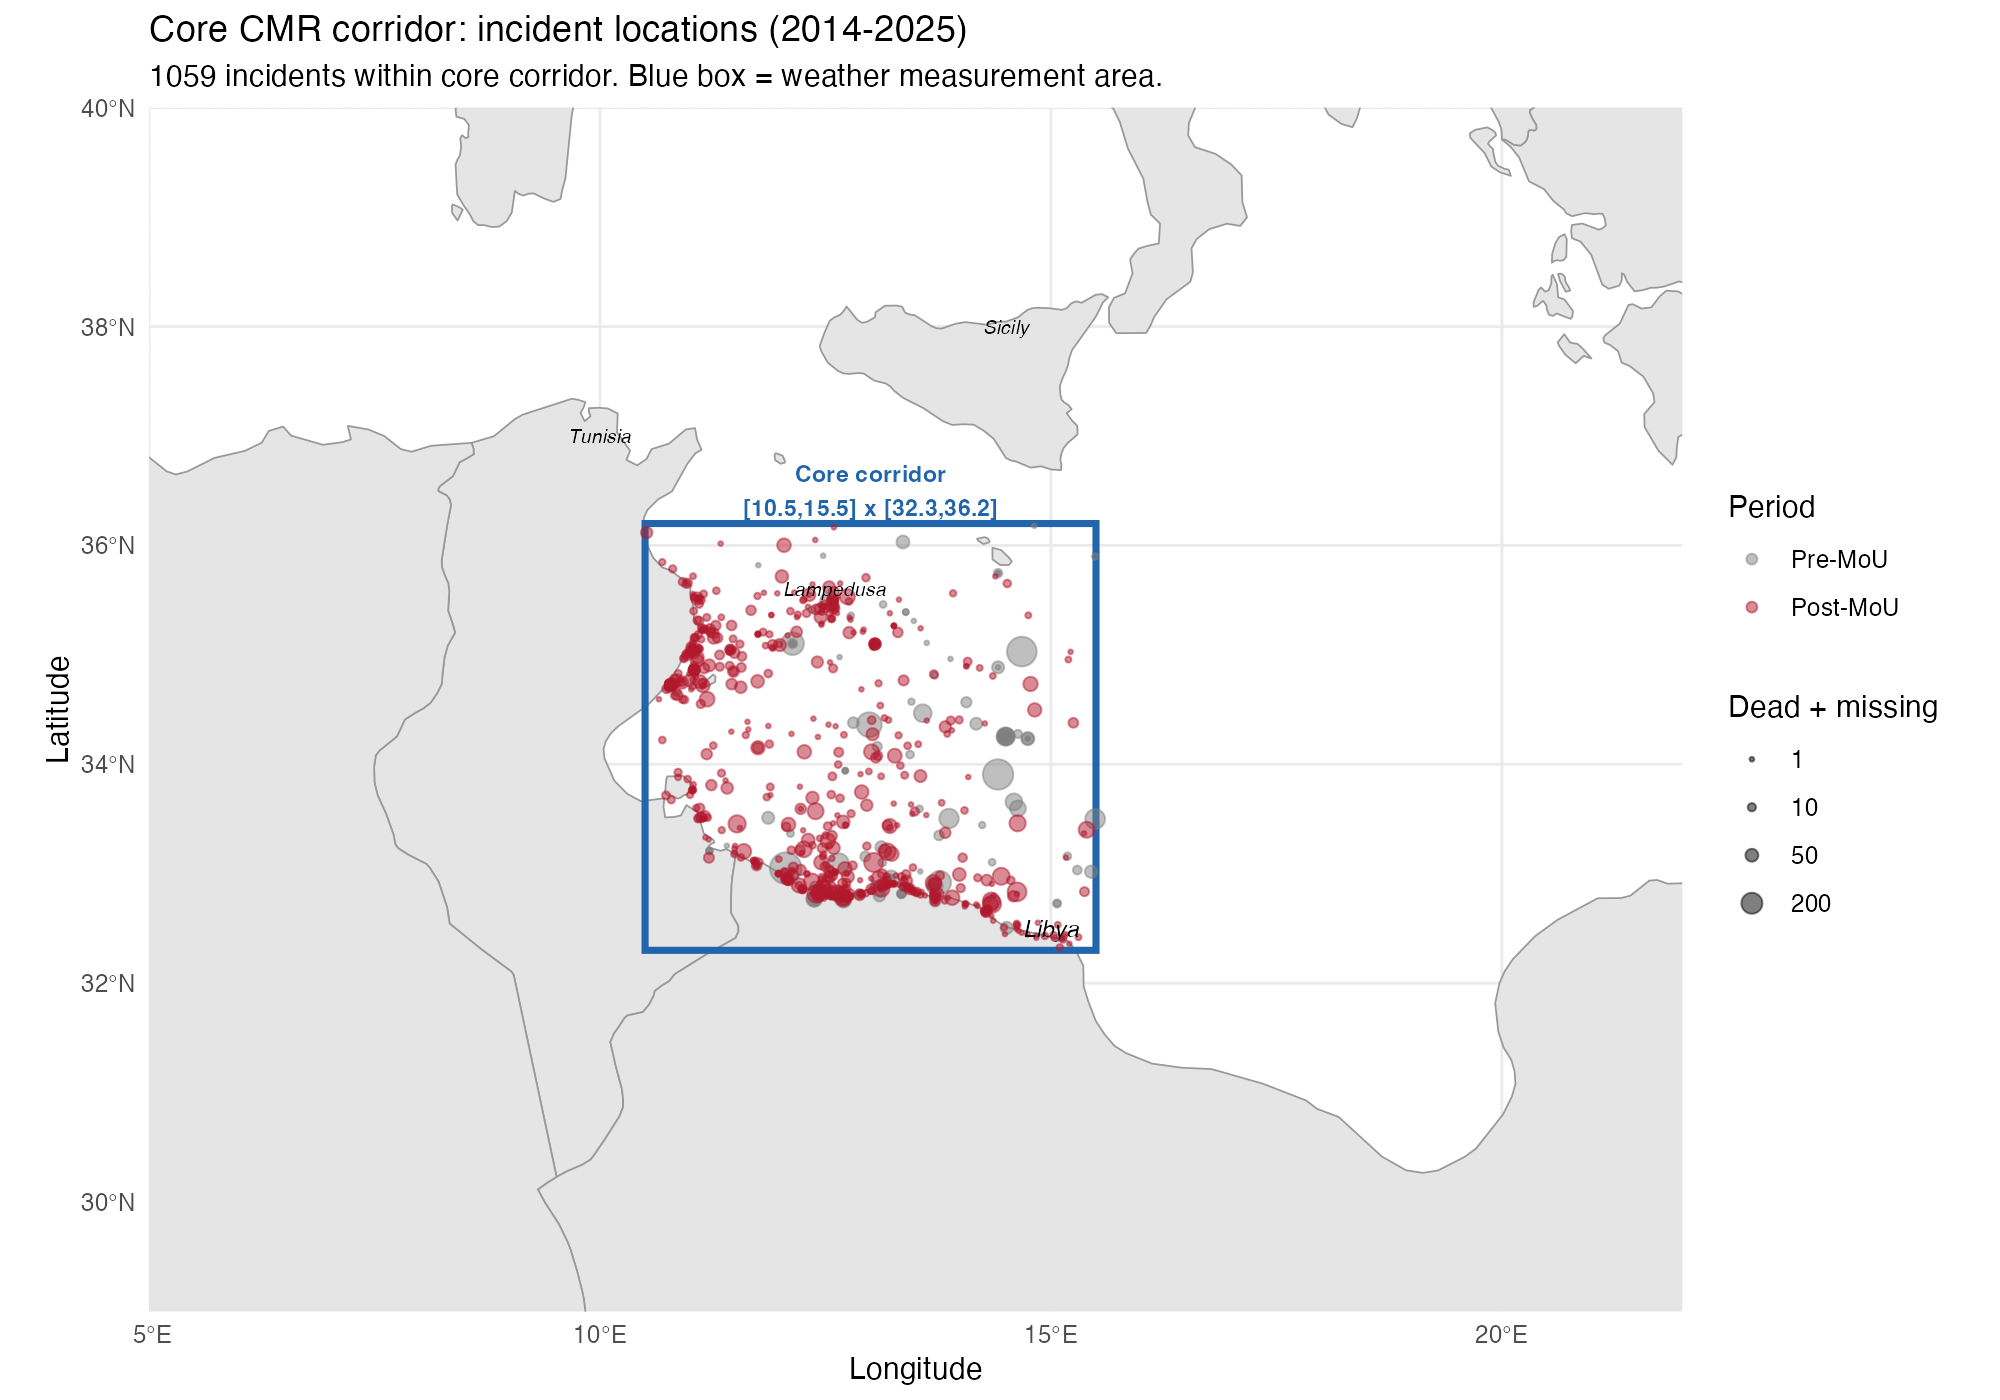 Core CMR corridor: incident locations (2014-2025)
1059 incidents within core corridor. Blue box = weather measurement area.
40°N
38°N
36°N
34°N
32°N
30°N
Latitude
Sicily
Tunisia
Core corridor
[10.5,15.5] x [32.3,36.2]
Lampedusa
Libya
5°E
10°E
15°E
20°E
Longitude
Period
Pre-MoU
Post-MoU
Dead + missing
1
10
50
200